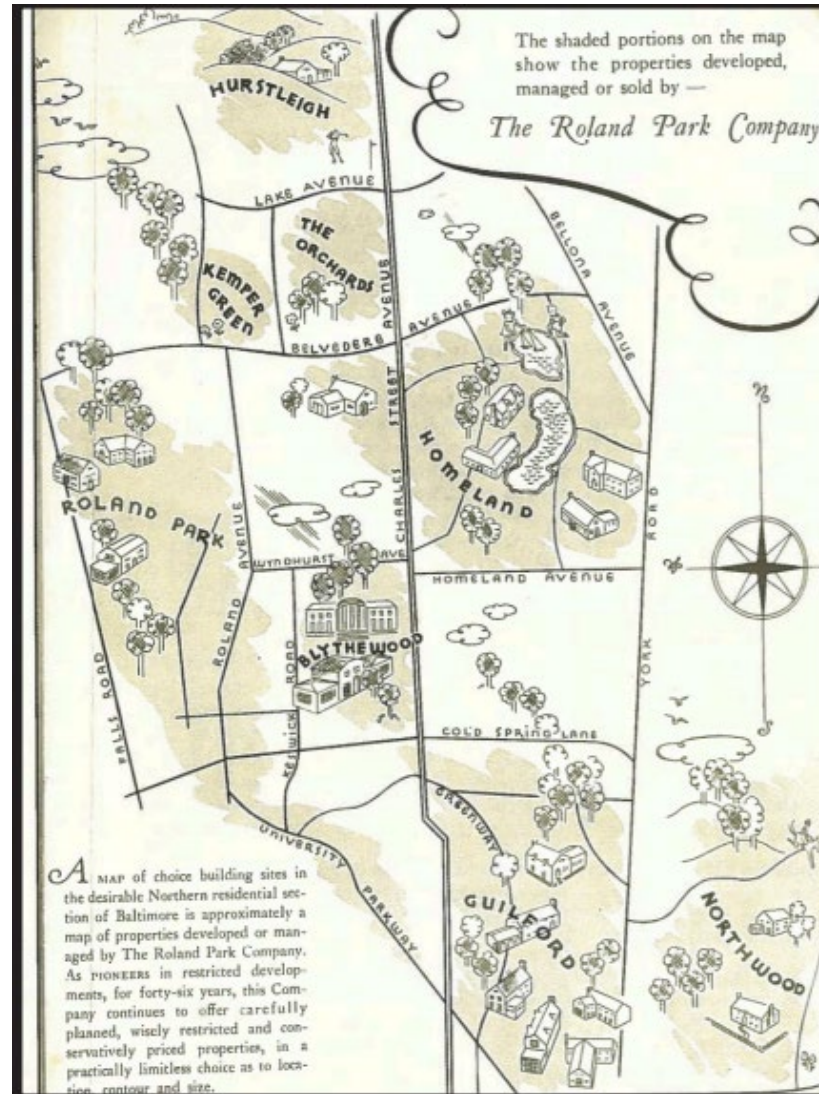 The shaded portions on the map
show the properties developed,
managed or sold by —
The Roland Park Company
HURSTLEIGH
LAKE AVENUE
THE
ORCHARDS
KEMPER
GREEN
BELLONA
AVENUE
BELVEDERE AVENUE
CHARLES STREET AVENUE
HOMELAND
ROLAND PARK
ROLAND AVENUE
WYNDHURST AVE.
HOMELAND AVENUE
BLYTHEWOOD
YORK ROAD
FALLS ROAD
KESWICK ROAD
COLD SPRING LANE
GREENWAY
UNIVERSITY PARKWAY
GUILFORD
NORTHWOOD
N
S
A MAP of choice building sites in
the desirable Northern residential sec-
tion of Baltimore is approximately a
map of properties developed or man-
aged by The Roland Park Company.
As PIONEERS in restricted develop-
ments, for forty-six years, this Com-
pany continues to offer carefully
planned, wisely restricted and con-
servatively priced properties, in a
practically limitless choice as to loca-
tion, contour and size.